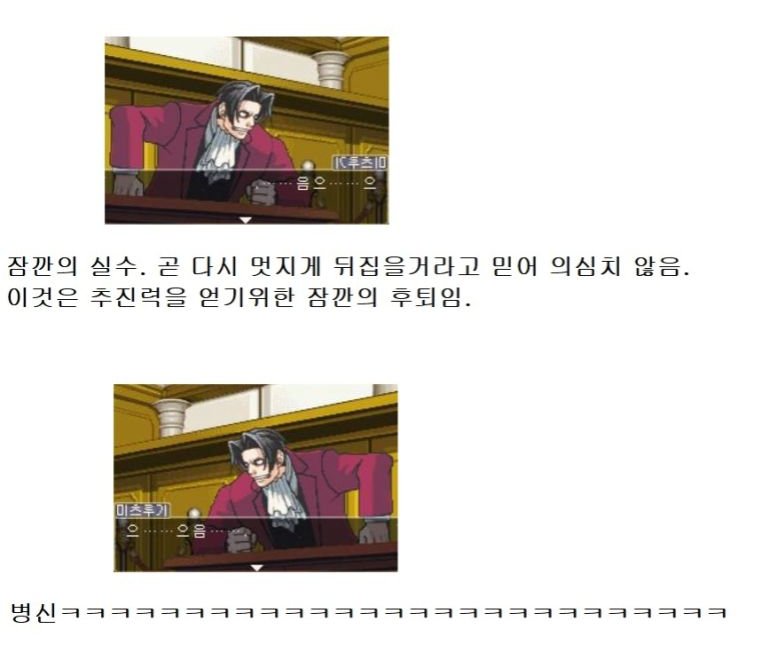 미츠루기
으……으음……
잠깐의 실수. 곧 다시 멋지게 뒤집을거라고 믿어 의심치 않음.
이것은 추진력을 얻기위한 잠깐의 후퇴임.
미츠루기
으……으음……
병신ㅋㅋㅋㅋㅋㅋㅋㅋㅋㅋㅋㅋㅋㅋㅋㅋㅋㅋㅋㅋㅋㅋㅋㅋㅋㅋㅋ